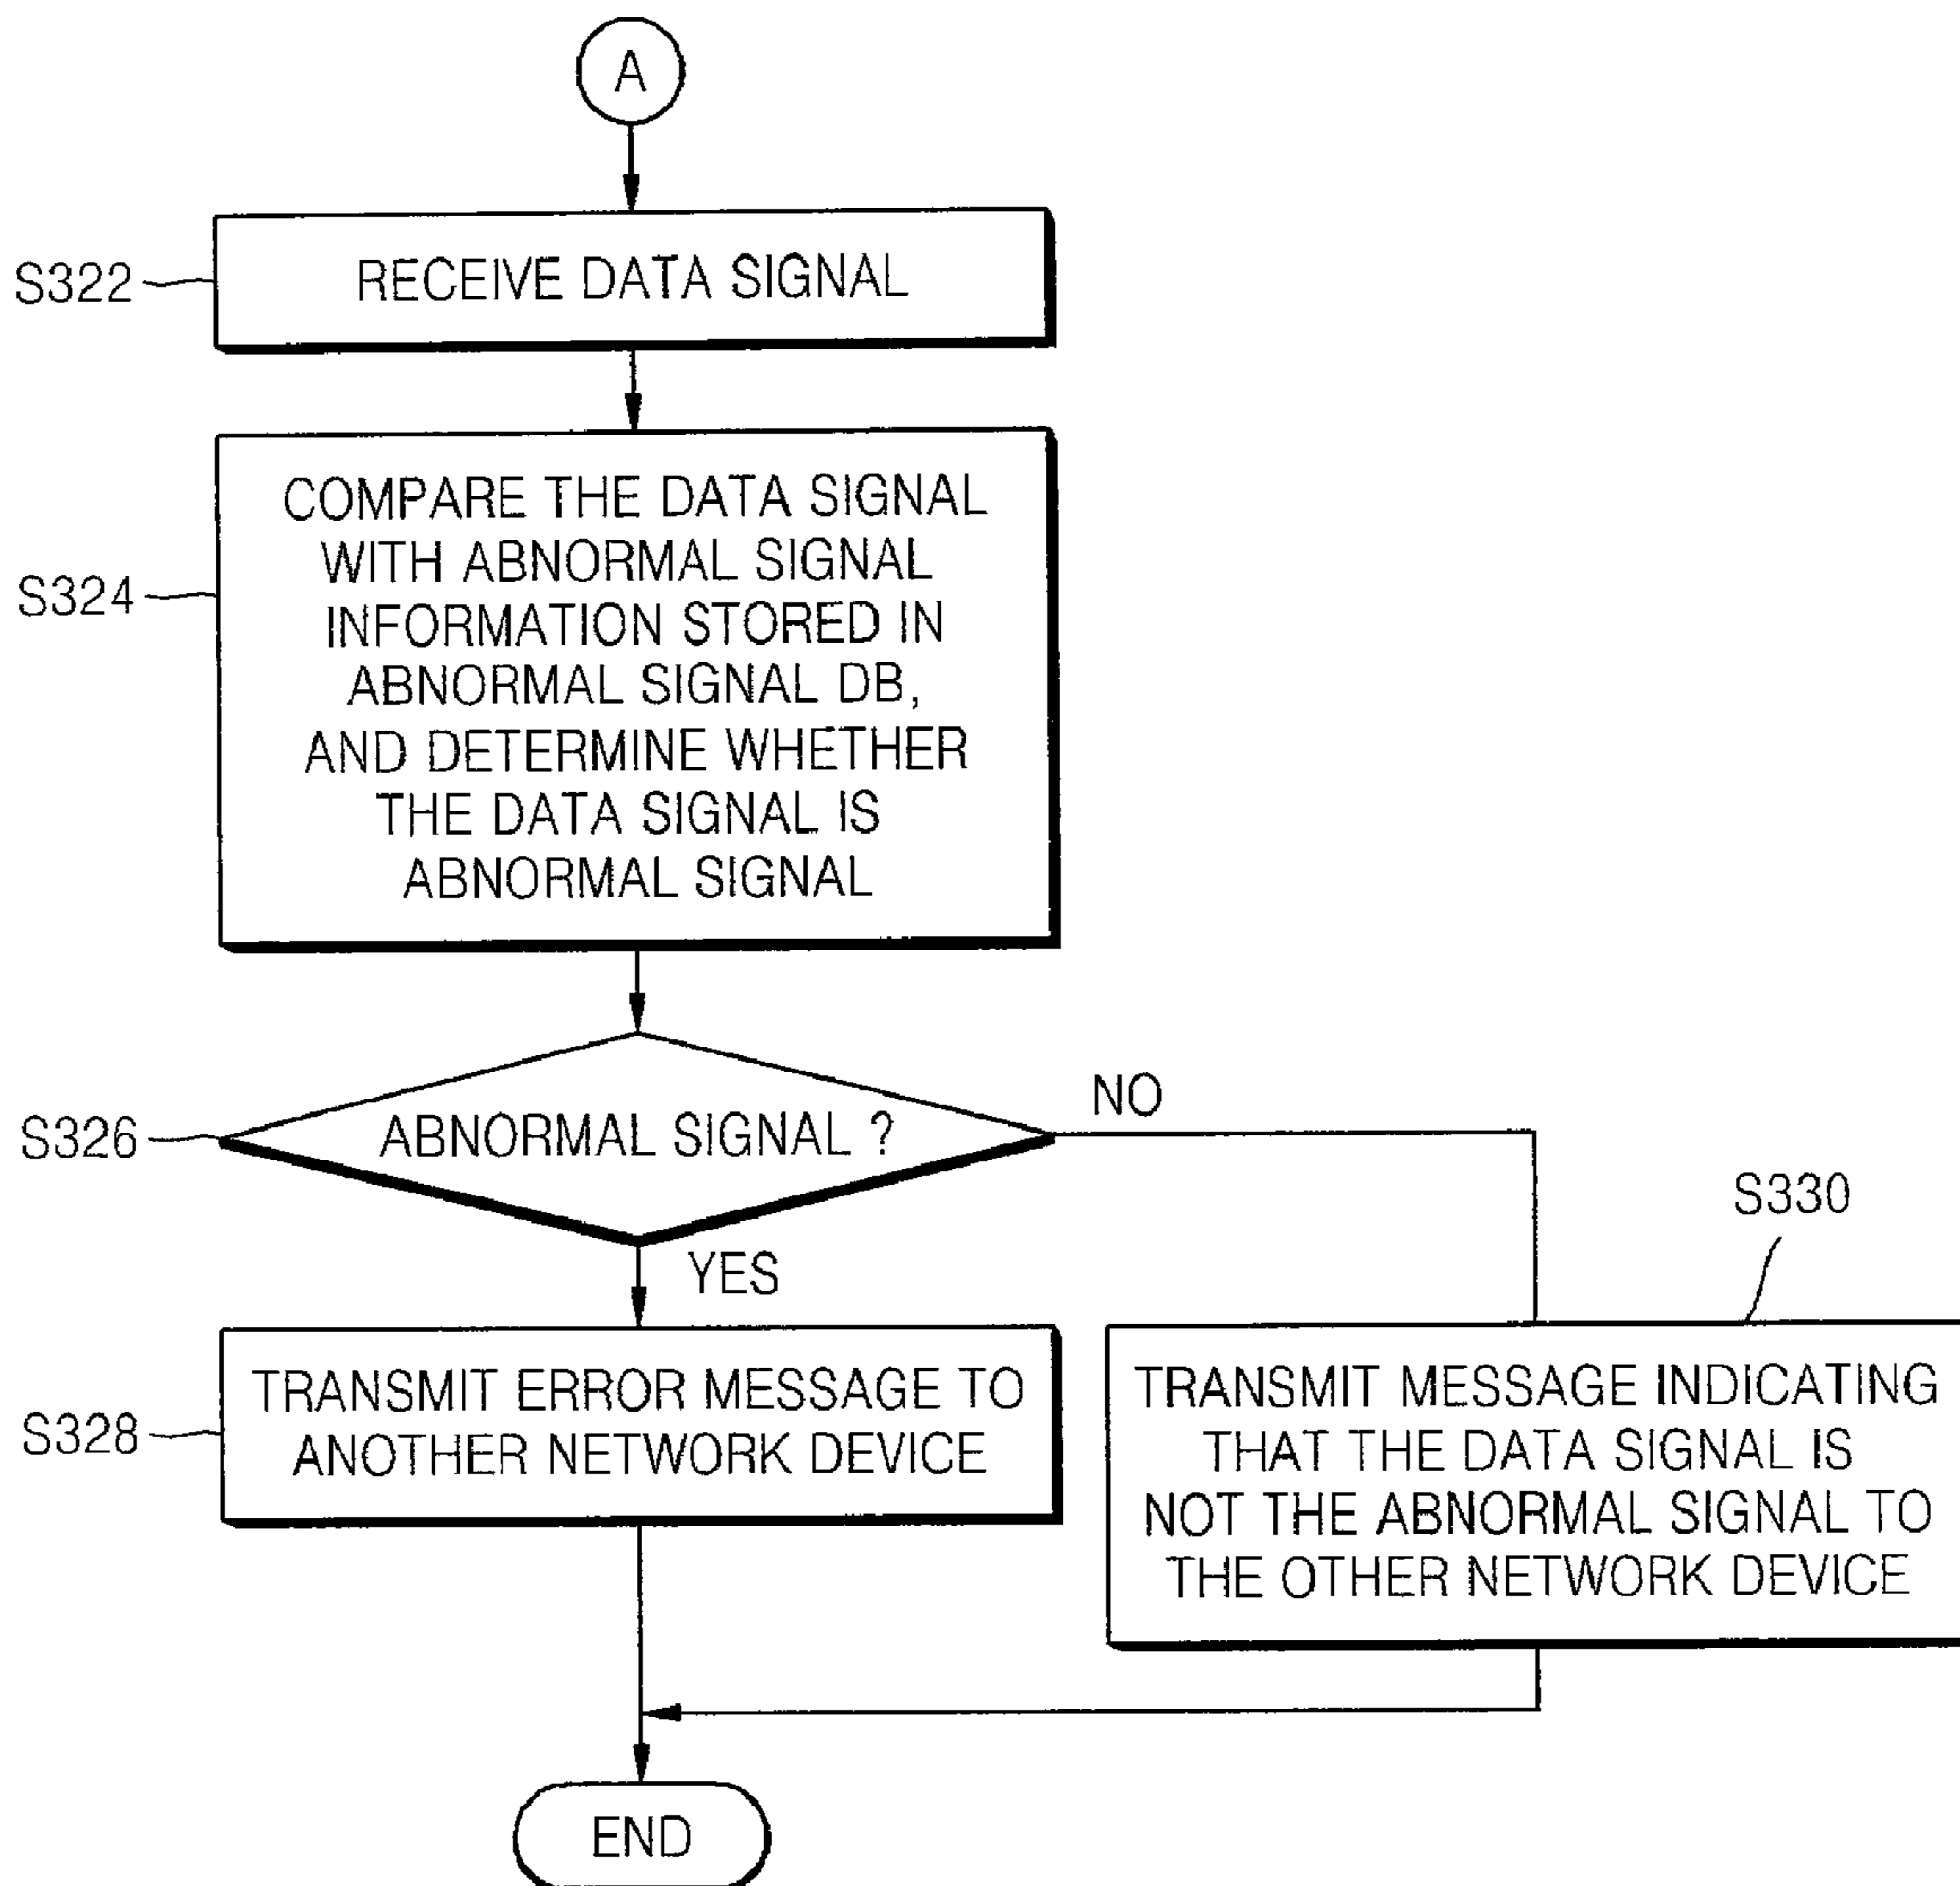 A
S322
RECEIVE DATA SIGNAL
S324
COMPARE THE DATA SIGNAL
WITH ABNORMAL SIGNAL
INFORMATION STORED IN
ABNORMAL SIGNAL DB,
AND DETERMINE WHETHER
THE DATA SIGNAL IS
ABNORMAL SIGNAL
S326
ABNORMAL SIGNAL ?
NO
YES
S328
TRANSMIT ERROR MESSAGE TO
ANOTHER NETWORK DEVICE
S330
TRANSMIT MESSAGE INDICATING
THAT THE DATA SIGNAL IS
NOT THE ABNORMAL SIGNAL TO
THE OTHER NETWORK DEVICE
END